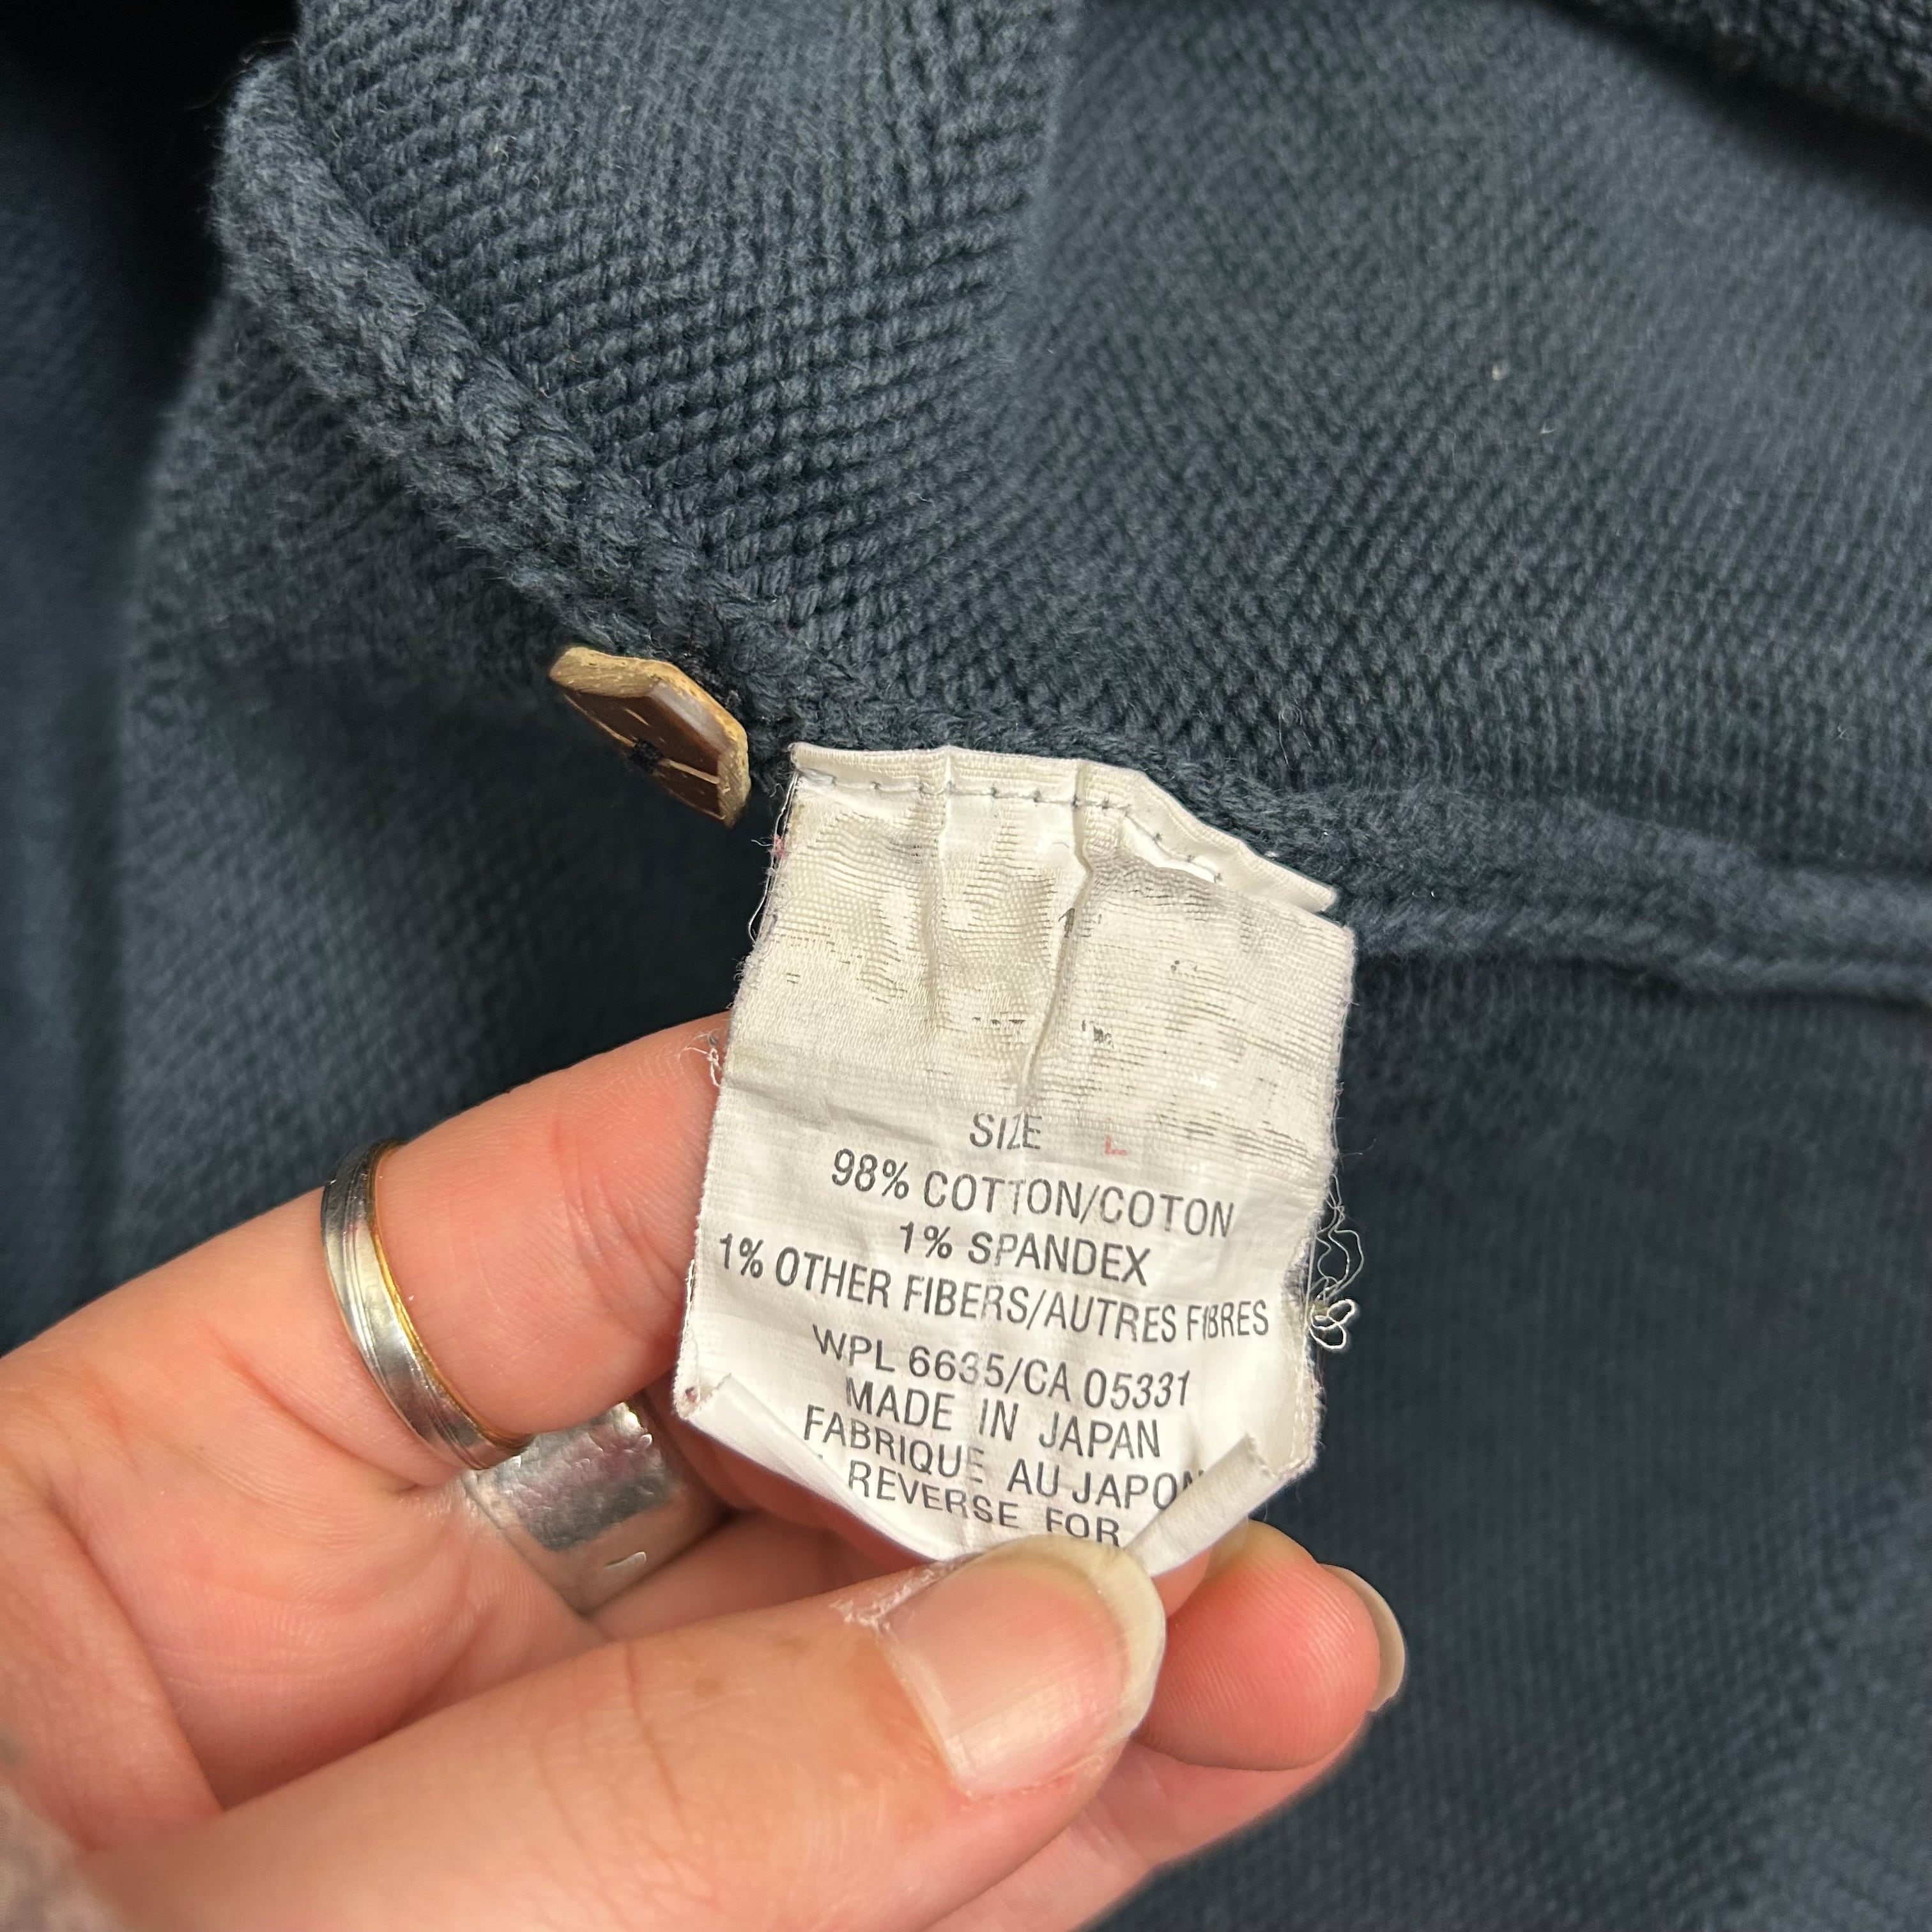 SIZE L
98% COTTON/COTON
1% SPANDEX
1% OTHER FIBERS/AUTRES FIBRES
WPL 6635/CA 05331
MADE IN JAPAN
FABRIQUE AU JAPON
REVERSE FOR